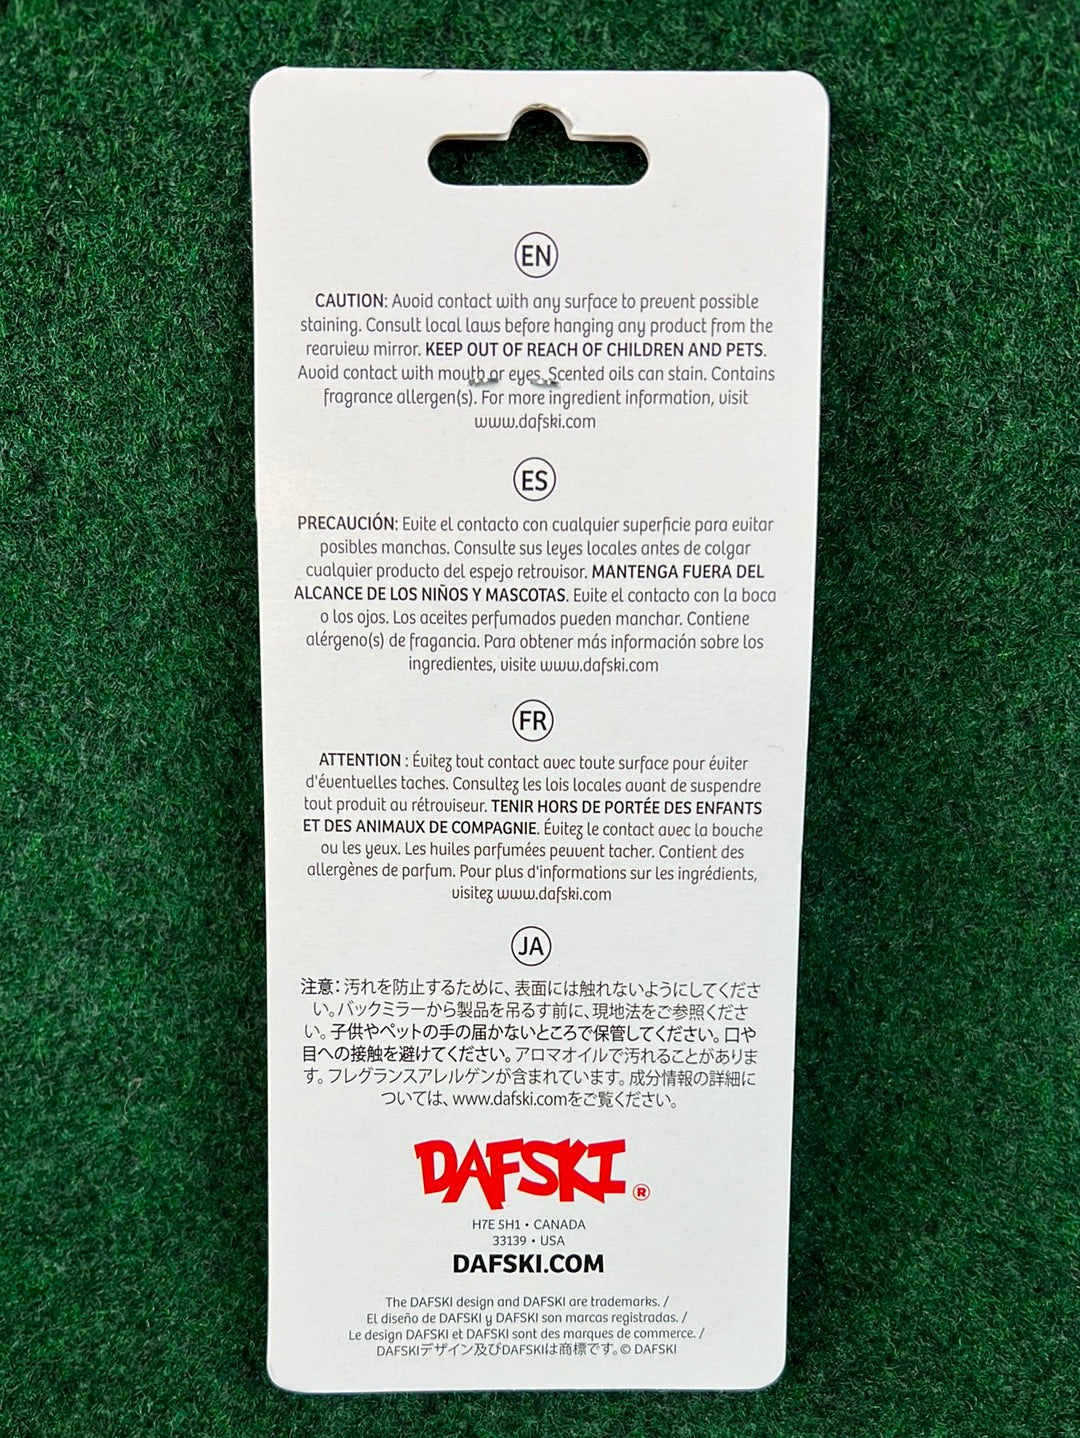 EN
CAUTION: Avoid contact with any surface to prevent possible
staining. Consult local laws before hanging any product from the
rearview mirror. KEEP OUT OF REACH OF CHILDREN AND PETS.
Avoid contact with mouth or eyes. Scented oils can stain. Contains
fragrance allergen(s). For more ingredient information, visit
www.dafski.com
ES
PRECAUCIÓN: Evite el contacto con cualquier superficie para evitar
posibles manchas. Consulte sus leyes locales antes de colgar
cualquier producto del espejo retrovisor. MANTENGA FUERA DEL
ALCANCE DE LOS NIÑOS Y MASCOTAS. Evite el contacto con la boca
o los ojos. Los aceites perfumados pueden manchar. Contiene
alérgeno(s) de fragancia. Para obtener más información sobre los
ingredientes, visite www.dafski.com
FR
ATTENTION : Évitez tout contact avec toute surface pour éviter
d'éventuelles taches. Consultez les lois locales avant de suspendre
tout produit au rétroviseur. TENIR HORS DE PORTÉE DES ENFANTS
ET DES ANIMAUX DE COMPAGNIE. Évitez le contact avec la bouche
ou les yeux. Les huiles parfumées peuvent tacher. Contient des
allergènes de parfum. Pour plus d'informations sur les ingrédients,
visitez www.dafski.com
JA
注意：汚れを防止するために、表面には触れないようにしてくださ
い。バックミラーから製品を吊るす前に、現地法をご参照くださ
い。子供やペットの手の届かないところで保管してください。口や
目への接触を避けてください。アロマオイルで汚れることがありま
す。フレグランスアレルゲンが含まれています。成分情報の詳細に
ついては、www.dafski.comをご覧ください。
DAFSKI®
H7E 5H1 • CANADA
33139 • USA
DAFSKI.COM
The DAFSKI design and DAFSKI are trademarks. /
El diseño de DAFSKI y DAFSKI son marcas registradas. /
Le design DAFSKI et DAFSKI sont des marques de commerce. /
DAFSKIデザイン及びDAFSKIは商標です。© DAFSKI